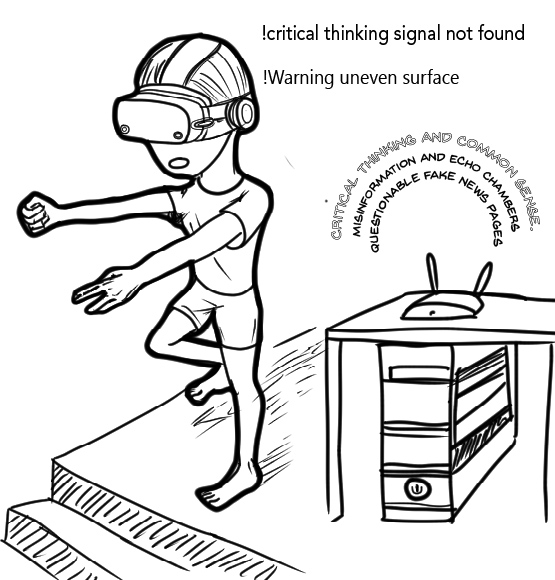 !critical thinking signal not found
!Warning uneven surface
CRITICAL THINKING AND COMMON SENSE.
MISINFORMATION AND ECHO CHAMBERS
QUESTIONABLE FAKE NEWS PAGES